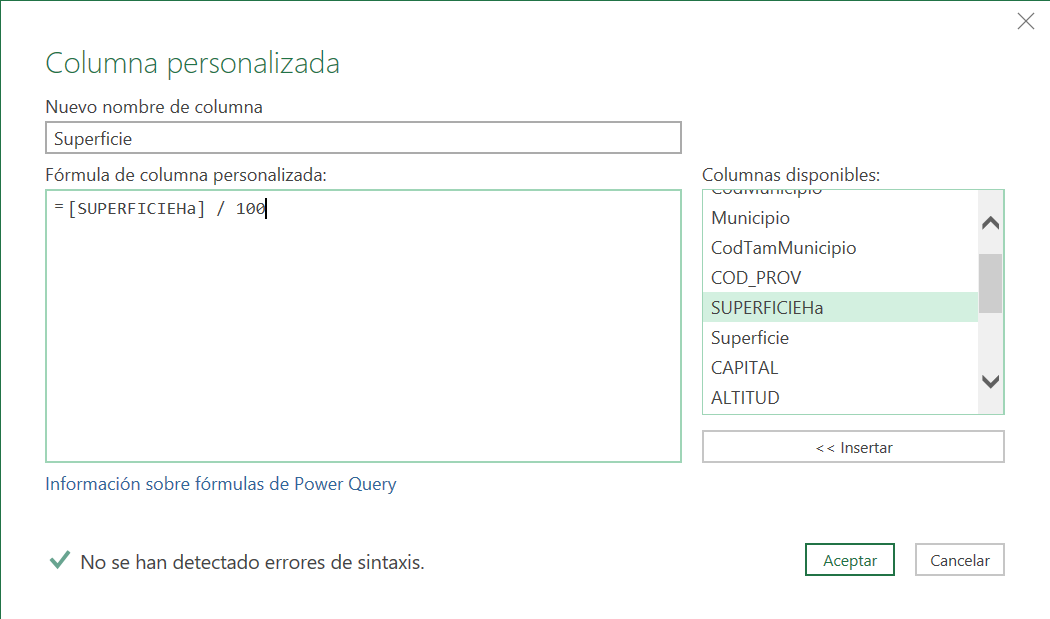 Columna personalizada
Nuevo nombre de columna
Superficie
Fórmula de columna personalizada:
= [SUPERFICIEHa] / 100
Columnas disponibles:
CodMunicipio
Municipio
CodTamMunicipio
COD_PROV
SUPERFICIEHa
Superficie
CAPITAL
ALTITUD
<< Insertar
Información sobre fórmulas de Power Query
No se han detectado errores de sintaxis.
Aceptar
Cancelar